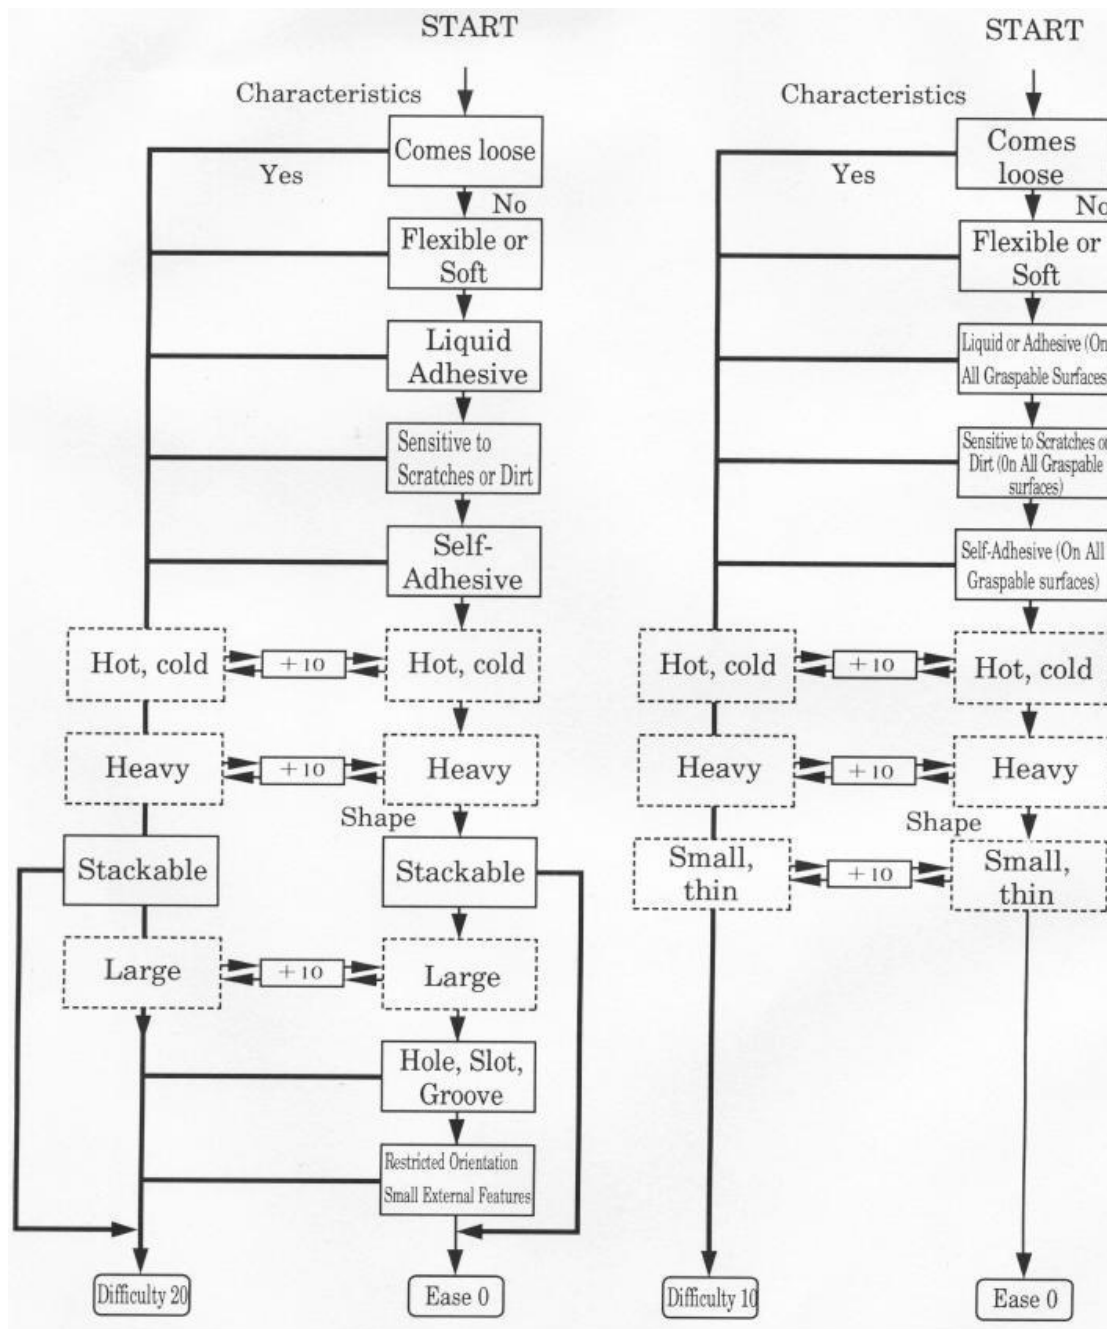 START
Characteristics
Comes loose
Yes
No
Flexible or
Soft
Liquid
Adhesive
Sensitive to
Scratches or Dirt
Self-
Adhesive
Hot, cold
+10
Hot, cold
Heavy
+10
Heavy
Shape
Stackable
Stackable
Large
+10
Large
Hole, Slot,
Groove
Restricted Orientation
Small External Features
Difficulty 20
Ease 0
START
Characteristics
Comes
loose
Yes
No
Flexible or
Soft
Liquid or Adhesive (On
All Graspable Surfaces
Sensitive to Scratches or
Dirt (0n All Graspable
surfaces)
Self-Adhesive (On All
Graspable surfaces)
Hot, cold
+10
Hot, cold
Heavy
+10
Heavy
Shape
Small,
thin
+10
Small,
thin
Difficulty 10
Ease 0